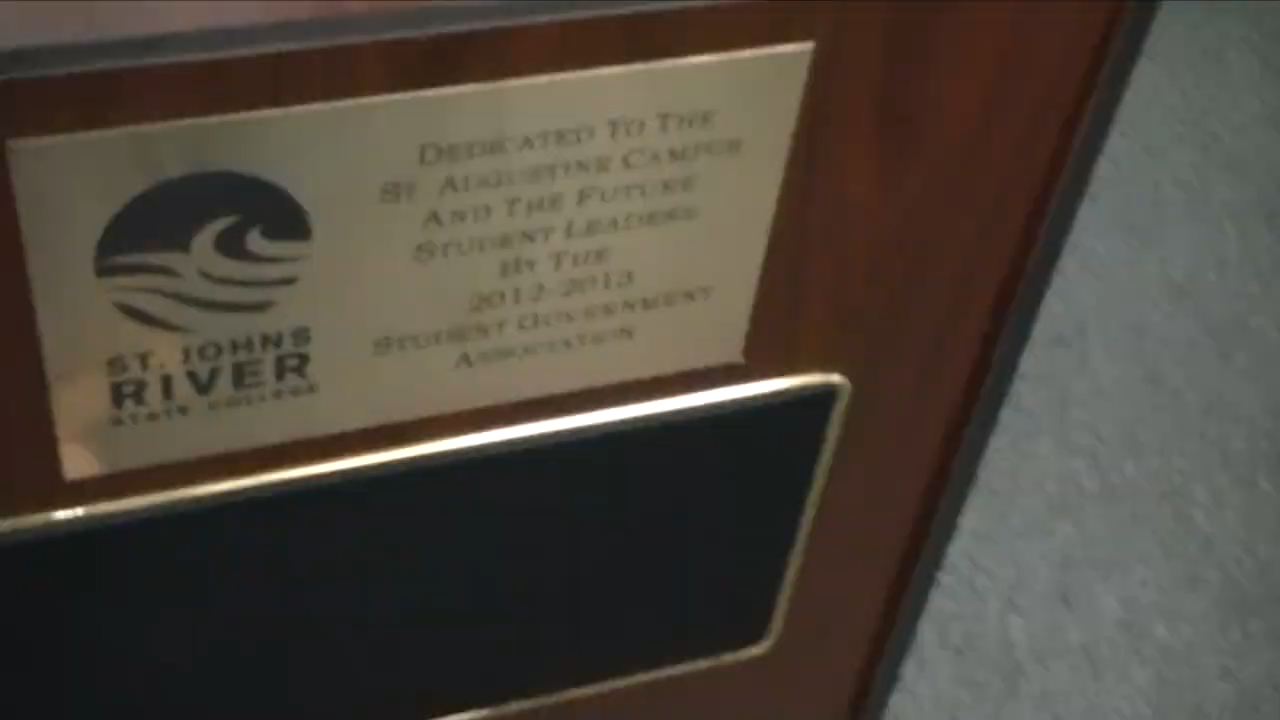 ST. JOHNS
RIVER
STATE COLLEGE
DEDICATED TO THE
ST. AUGUSTINE CAMPUS
AND THE FUTURE
STUDENT LEADERS
BY THE
2012-2013
STUDENT GOVERNMENT
ASSOCIATION